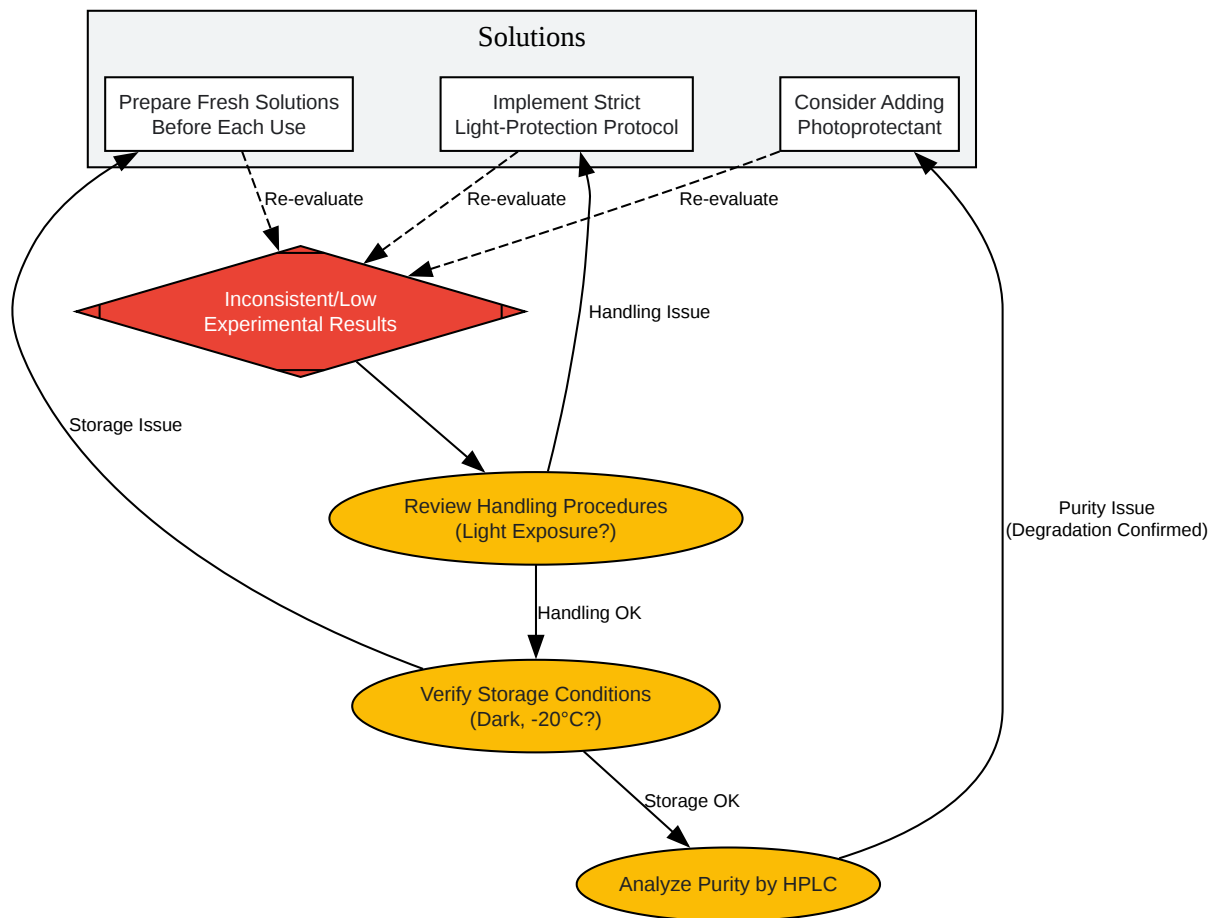 Solutions
Prepare Fresh Solutions
Before Each Use
Implement Strict
Light-Protection Protocol
Consider Adding
Photoprotectant
Re-evaluate
Re-evaluate
Re-evaluate
Inconsistent/Low
Experimental Results
Handling Issue
Storage Issue
Review Handling Procedures
(Light Exposure?)
Purity Issue
(Degradation Confirmed)
Handling OK
Verify Storage Conditions
(Dark, -20°C?)
Storage OK
Analyze Purity by HPLC